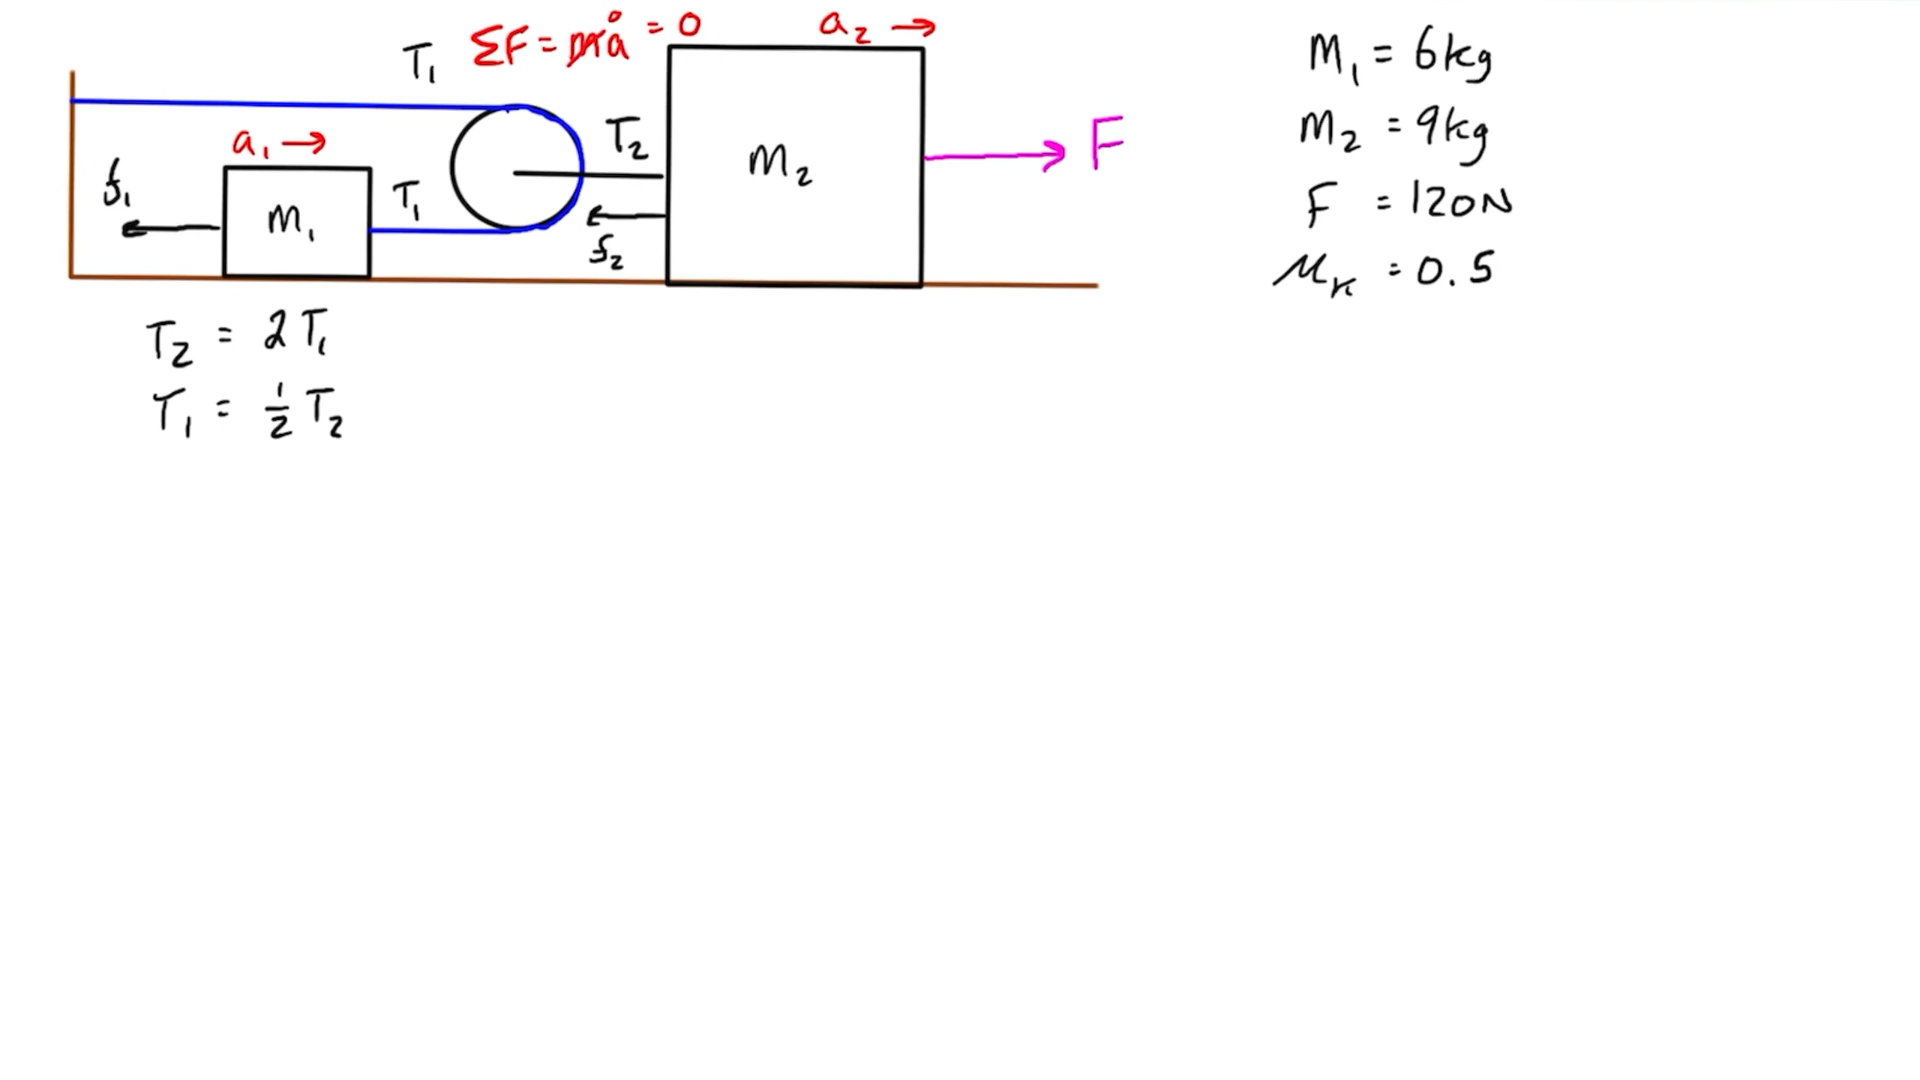 T₁ ΣF = ma⁰ = 0 a₂ →
a₁ →
f₁ T₁ T₂ m₂ F
m₁
f₂
T₂ = 2T₁
T₁ = ½ T₂
M₁ = 6kg
M₂ = 9kg
F = 120N
μₖ = 0.5